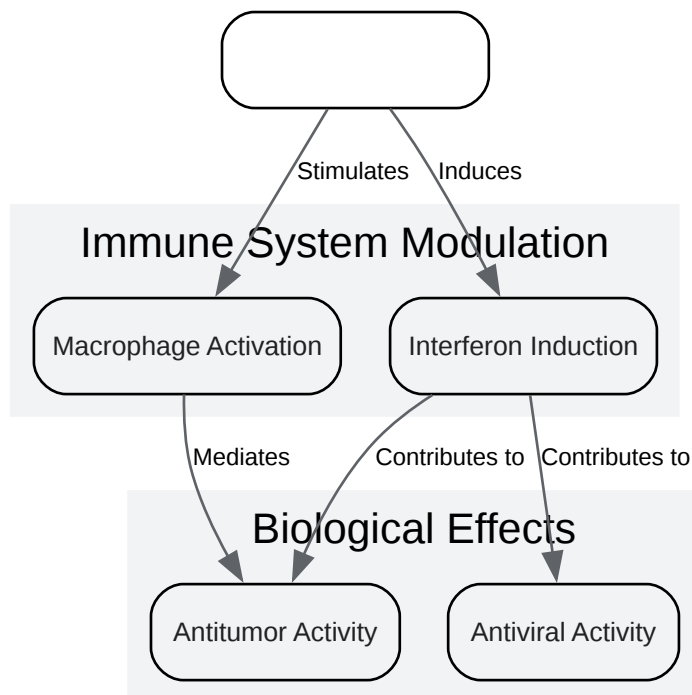 Stimulates
Induces
Immune System Modulation
Macrophage Activation
Interferon Induction
Mediates
Contributes to
Contributes to
Biological Effects
Antitumor Activity
Antiviral Activity